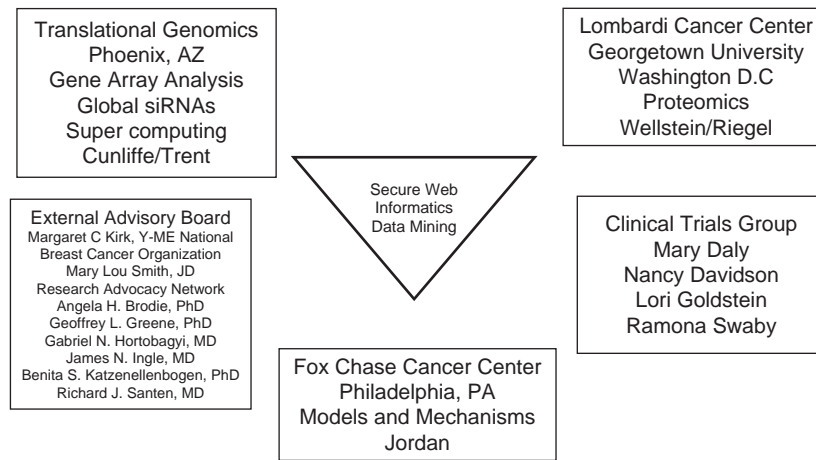 Translational Genomics
Phoenix, AZ
Gene Array Analysis
Global siRNAs
Super computing
Cunliffe/Trent
Lombardi Cancer Center
Georgetown University
Washington D.C
Proteomics
Wellstein/Riegel
Secure Web
Informatics
Data Mining
External Advisory Board
Margaret C Kirk, Y-ME National
Breast Cancer Organization
Mary Lou Smith, JD
Research Advocacy Network
Angela H. Brodie, PhD
Geoffrey L. Greene, PhD
Gabriel N. Hortobagyi, MD
James N. Ingle, MD
Benita S. Katzenellenbogen, PhD
Richard J. Santen, MD
Clinical Trials Group
Mary Daly
Nancy Davidson
Lori Goldstein
Ramona Swaby
Fox Chase Cancer Center
Philadelphia, PA
Models and Mechanisms
Jordan